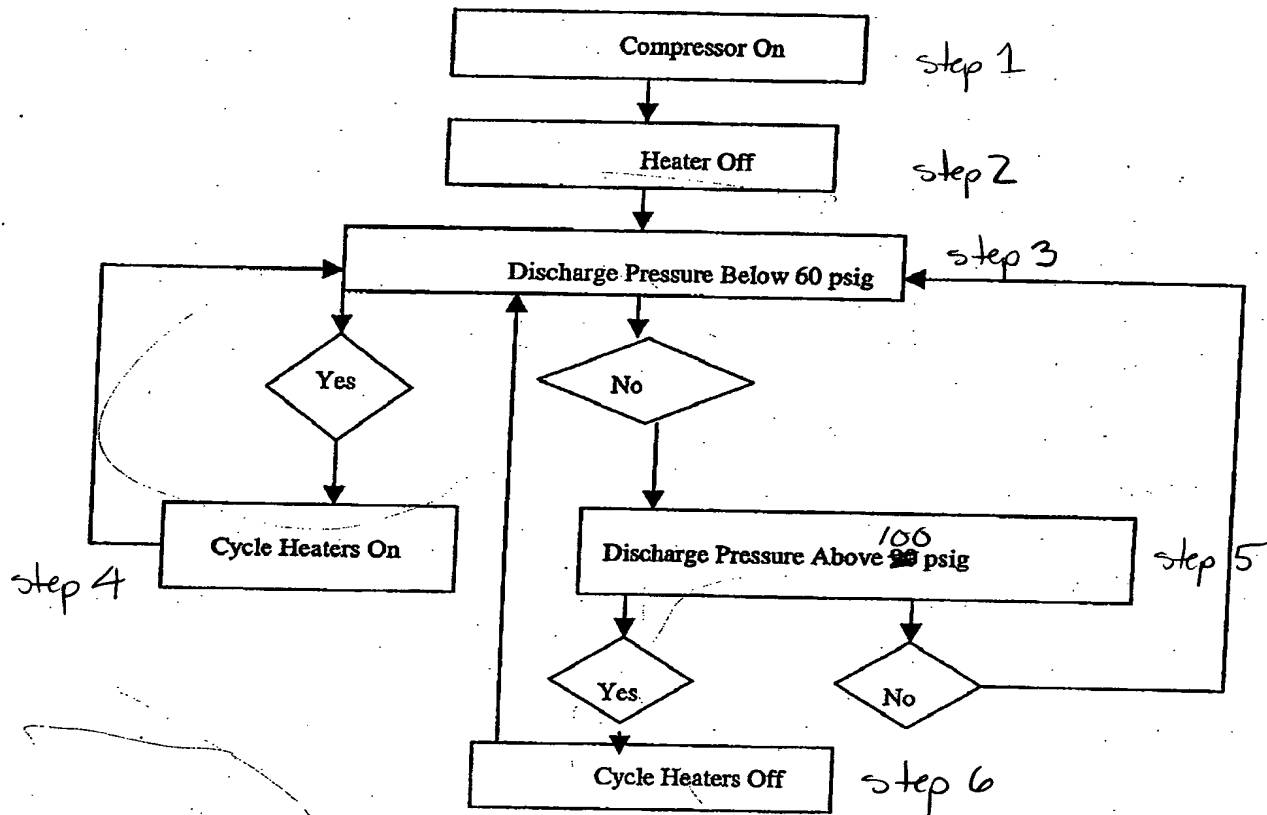 Compressor On
step 1
Heater Off
step 2
step 3
Discharge Pressure Below 60 psig
Yes
No
Cycle Heaters On
step 4
100
Discharge Pressure Above psig
step 5
Yes
No
Cycle Heaters Off
step 6